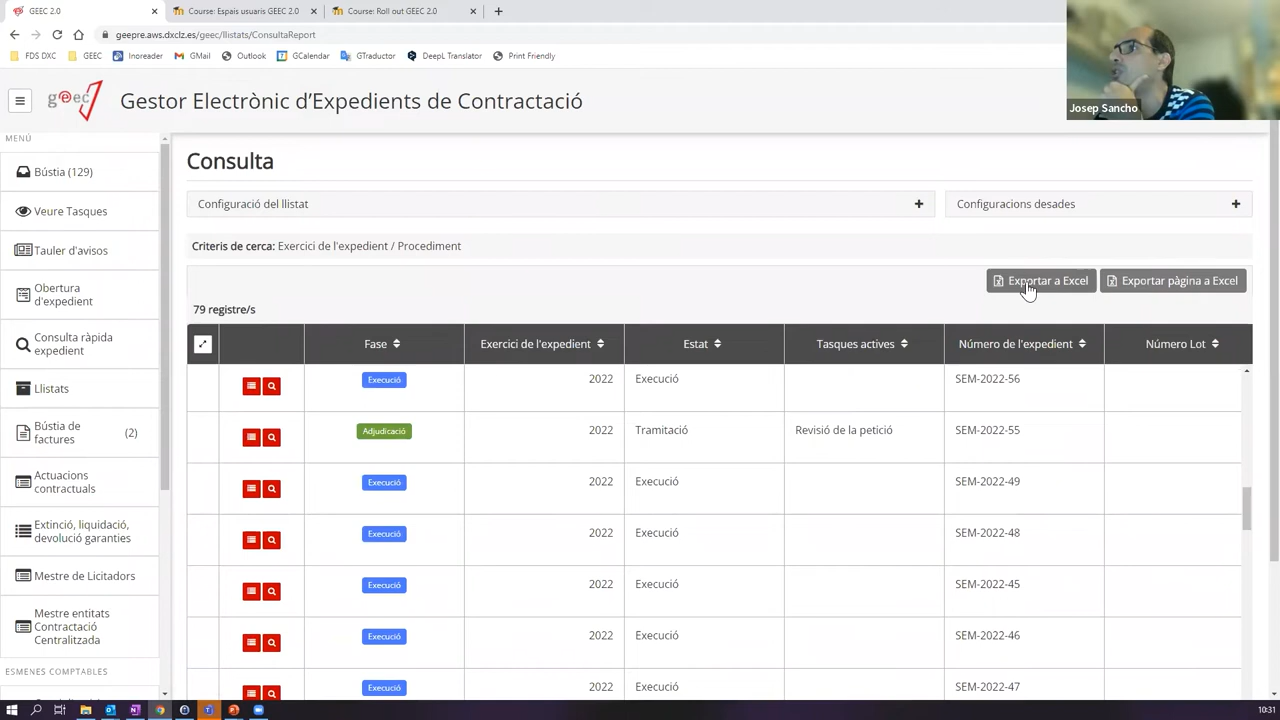 GEEC 2.0
Course: Espais usuaris GEEC 2.0
Course: Roll out GEEC 2.0
geepre.aws.dxclz.es/geec/llistats/ConsultaReport
FDS DXC
GEEC
Inoreader
GMail
Outlook
GCalendar
GTraductor
DeepL Translator
Print Friendly
Josep Sancho
geec
Gestor Electrònic d'Expedients de Contractació
MENÚ
Bústia (129)
Veure Tasques
Tauler d'avisos
Obertura
d'expedient
Consulta ràpida
expedient
Llistats
Bústia de
factures
(2)
Actuacions
contractuals
Extinció, liquidació,
devolució garanties
Mestre de Licitadors
Mestre entitats
Contractació
Centralitzada
ESMENES COMPTABLES
Consulta
Configuració del llistat
Configuracions desades
Criteris de cerca: Exercici de l'expedient / Procediment
Exportar a Excel
Exportar pàgina a Excel
79 registre/s
Fase Exercici de l'expedient Estat Tasques actives Número de l'expedient Número Lot
Execució 2022 Execució SEM-2022-56
Adjudicació 2022 Tramitació Revisió de la petició SEM-2022-55
Execució 2022 Execució SEM-2022-49
Execució 2022 Execució SEM-2022-48
Execució 2022 Execució SEM-2022-45
Execució 2022 Execució SEM-2022-46
Execució 2022 Execució SEM-2022-47
10:31